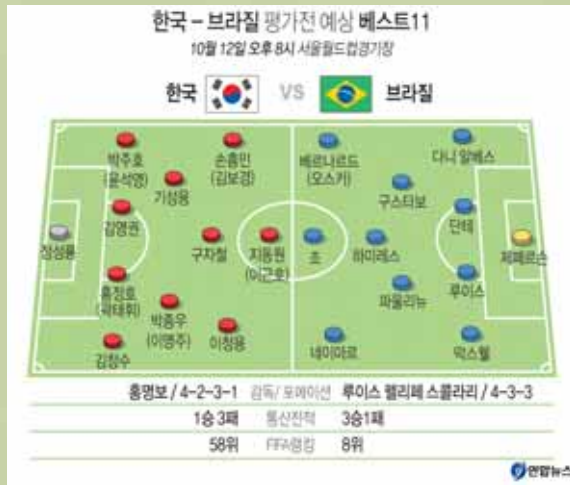 한국 – 브라질 평가전 예상 베스트11
10월 12일 오후 8시 서울월드컵경기장
한국 VS 브라질
박주호
(윤석영)
손흥민
(김보경)
베르나르드
(오스카)
다니 알베스
기성용
구스타보
김영권
단테
정성룡
구자철
지동원
(이근호)
조
하미레스
제페르손
홍정호
(곽태휘)
파울리뉴
루이스
박종우
(이명주)
이청용
김창수
네이마르
막스웰
홍명보 / 4-2-3-1 감독/ 포메이션 루이스 펠리페 스콜라리 / 4-3-3
1승 3패 통산전적 3승1패
58위 FIFA랭킹 8위
연합뉴스